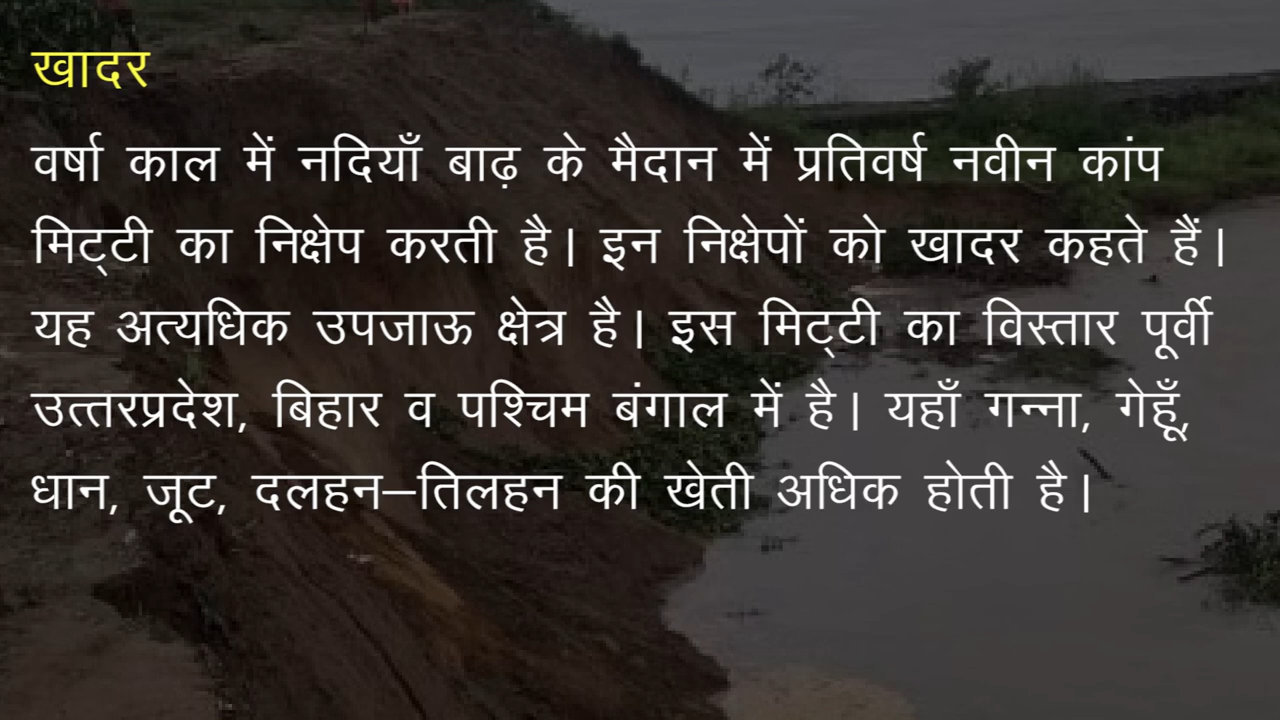 खादर
वर्षा काल में नदियाँ बाढ़ के मैदान में प्रतिवर्ष नवीन कांप
मिट्टी का निक्षेप करती है। इन निक्षेपों को खादर कहते हैं।
यह अत्यधिक उपजाऊ क्षेत्र है। इस मिट्टी का विस्तार पूर्वी
उत्तरप्रदेश, बिहार व पश्चिम बंगाल में है। यहाँ गन्ना, गेहूँ,
धान, जूट, दलहन–तिलहन की खेती अधिक होती है।